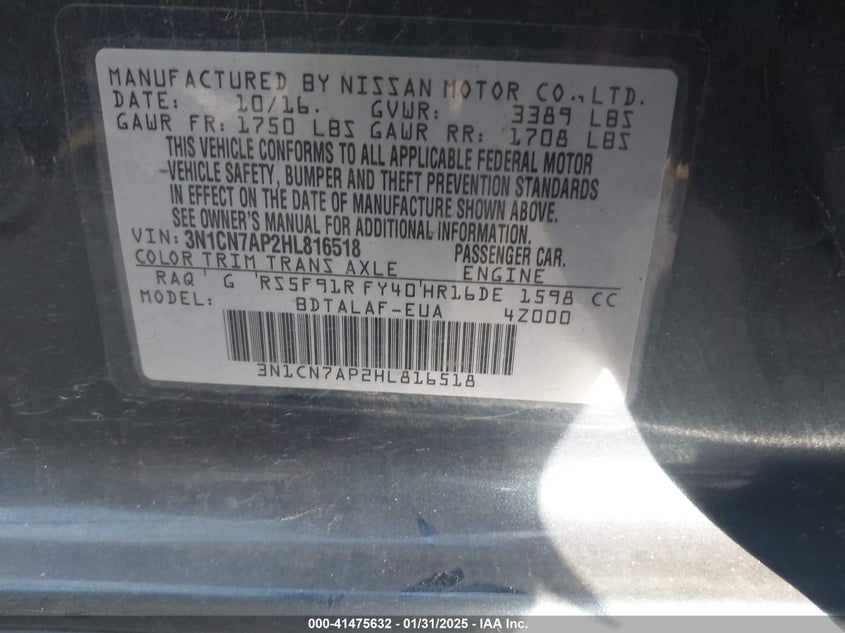 MANUFACTURED BY NISSAN MOTOR CO., LTD.
DATE: 10/16. GVWR: 3389 LBS
GAWR FR: 1750 LBS GAWR RR: 1708 LBS
THIS VEHICLE CONFORMS TO ALL APPLICABLE FEDERAL MOTOR
VEHICLE SAFETY, BUMPER AND THEFT PREVENTION STANDARDS
IN EFFECT ON THE DATE OF MANUFACTURE SHOWN ABOVE.
SEE OWNER'S MANUAL FOR ADDITIONAL INFORMATION.
VIN: 3N1CN7AP2HL816518 PASSENGER CAR.
COLOR TRIM TRANS AXLE ENGINE
RAQ ' G 'RS5F91R FY40'HR16DE 1598 CC
MODEL: BDTALAF-EUA 4Z000
3N1CN7AP2HL816518
000-41475632 - 01/31/2025 - IAA Inc.